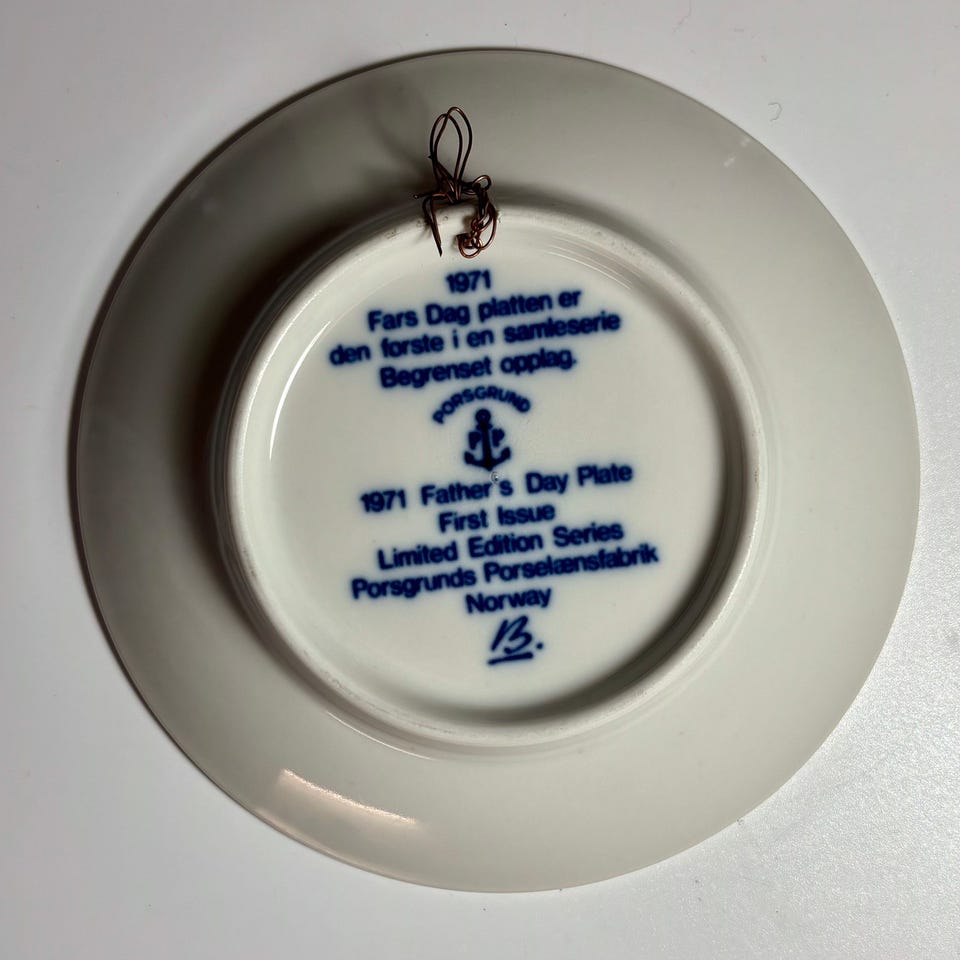 1971
Fars Dag platten er
den første i en samleserie
Begrenset opplag.
PORSGRUND
P P
1971 Father's Day Plate
First Issue
Limited Edition Series
Porsgrunds Porselænsfabrik
Norway
B.